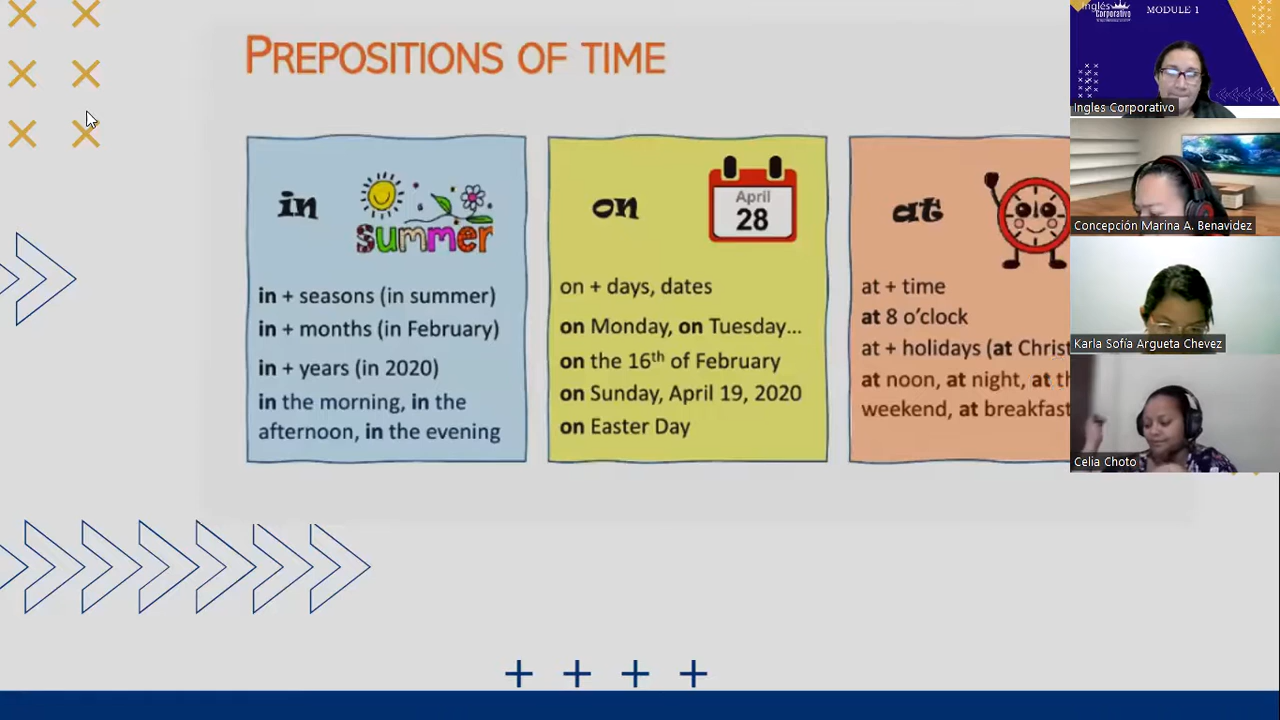 PREPOSITIONS OF TIME
in
summer
in + seasons (in summer)
in + months (in February)
in + years (in 2020)
in the morning, in the
afternoon, in the evening
on
April
28
on + days, dates
on Monday, on Tuesday...
on the 16th of February
on Sunday, April 19, 2020
on Easter Day
at
at + time
at 8 o'clock
at + holidays (at Christ
at noon, at night, at th
weekend, at breakfast
Inglés
Corporativo
MODULE 1
Ingles Corporativo
Concepción Marina A. Benavidez
Karla Sofía Argueta Chevez
Celia Choto